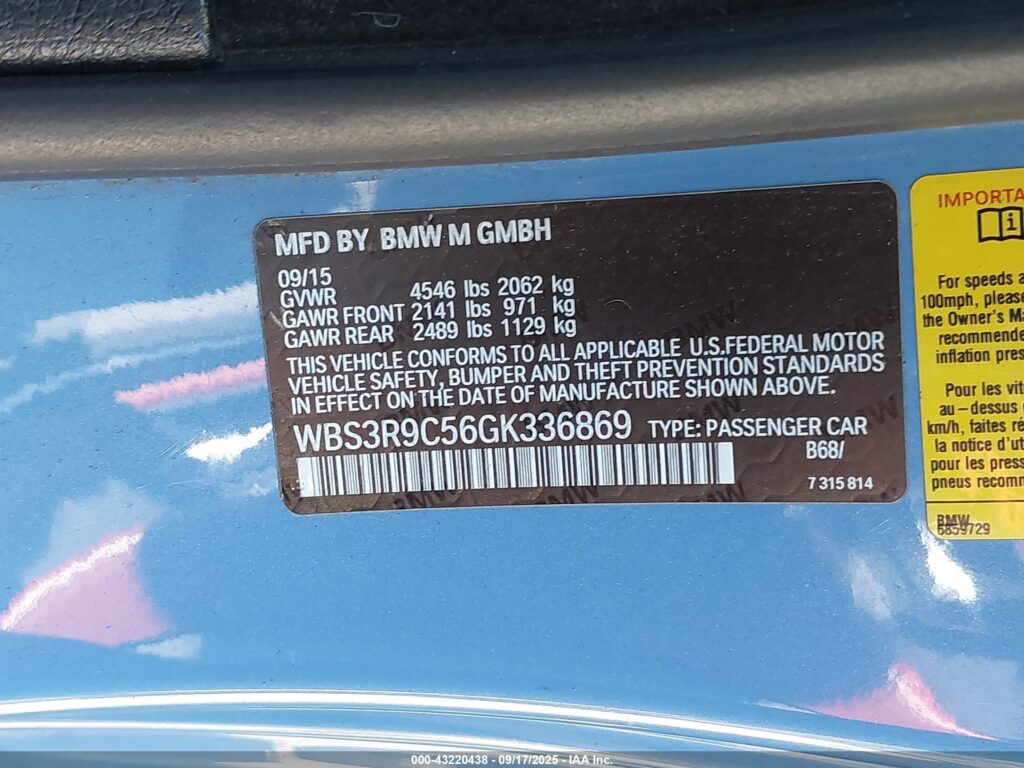 MFD BY BMW M GMBH
09/15
GVWR 4546 lbs 2062 kg
GAWR FRONT 2141 lbs 971 kg
GAWR REAR 2489 lbs 1129 kg
THIS VEHICLE CONFORMS TO ALL APPLICABLE U.S.FEDERAL MOTOR
VEHICLE SAFETY, BUMPER AND THEFT PREVENTION STANDARDS
IN EFFECT ON THE DATE OF MANUFACTURE SHOWN ABOVE.
WBS3R9C56GK336869 TYPE: PASSENGER CAR
B68/
7 315 814
IMPORTA
i
For speeds a
100mph, please
the Owner's Ma
recommende
inflation pres
Pour les vit
au-dessus
km/h, faites ré
la notice d'ut
pour les press
pneus recomm
BMW
6859729
000-43220438 - 09/17/2025 - IAA Inc.